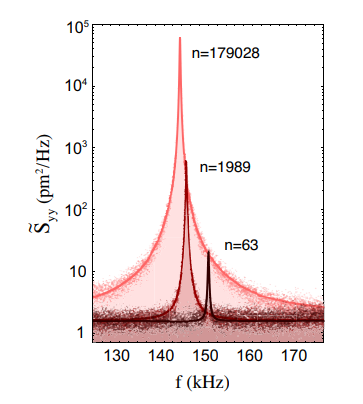 10⁵
n=179028
10⁴
10³
n=1989
10²
n=63
10
1
S̃yy (pm²/Hz)
130 140 150 160 170
f (kHz)